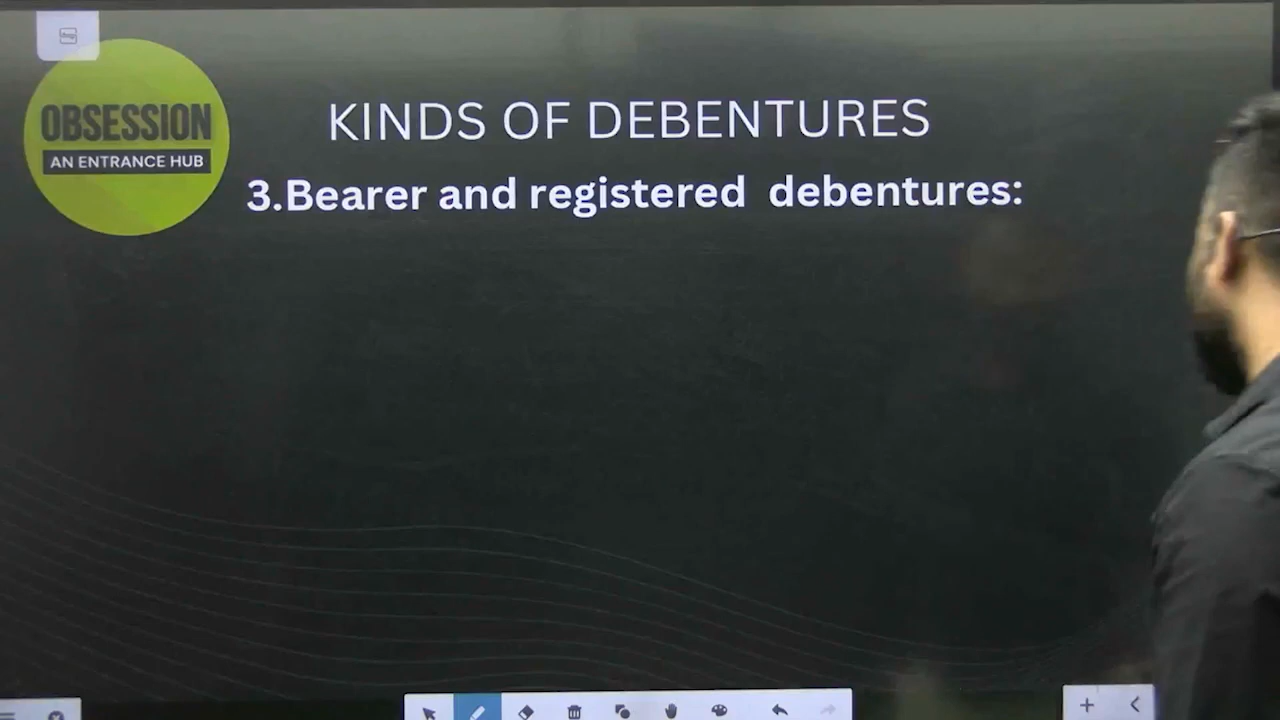 OBSESSION
AN ENTRANCE HUB
KINDS OF DEBENTURES
3.Bearer and registered debentures: